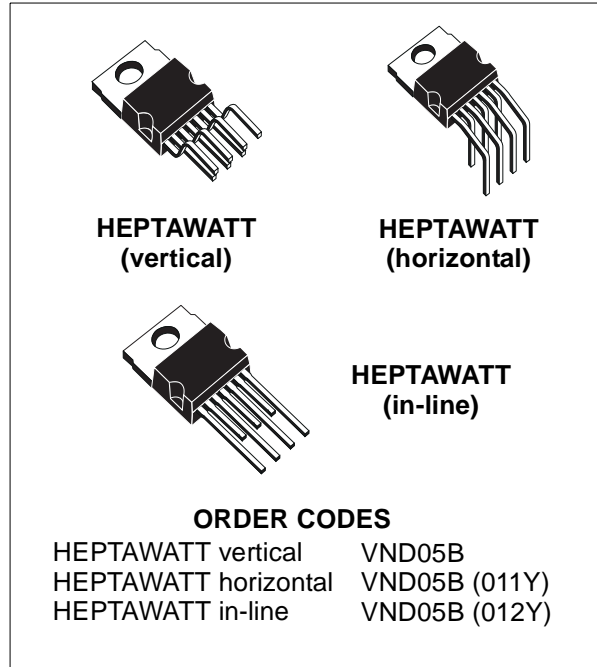 HEPTAWATT
(vertical)
HEPTAWATT
(horizontal)
HEPTAWATT
(in-line)
ORDER CODES
HEPTAWATT vertical VND05B
HEPTAWATT horizontal VND05B (011Y)
HEPTAWATT in-line VND05B (012Y)